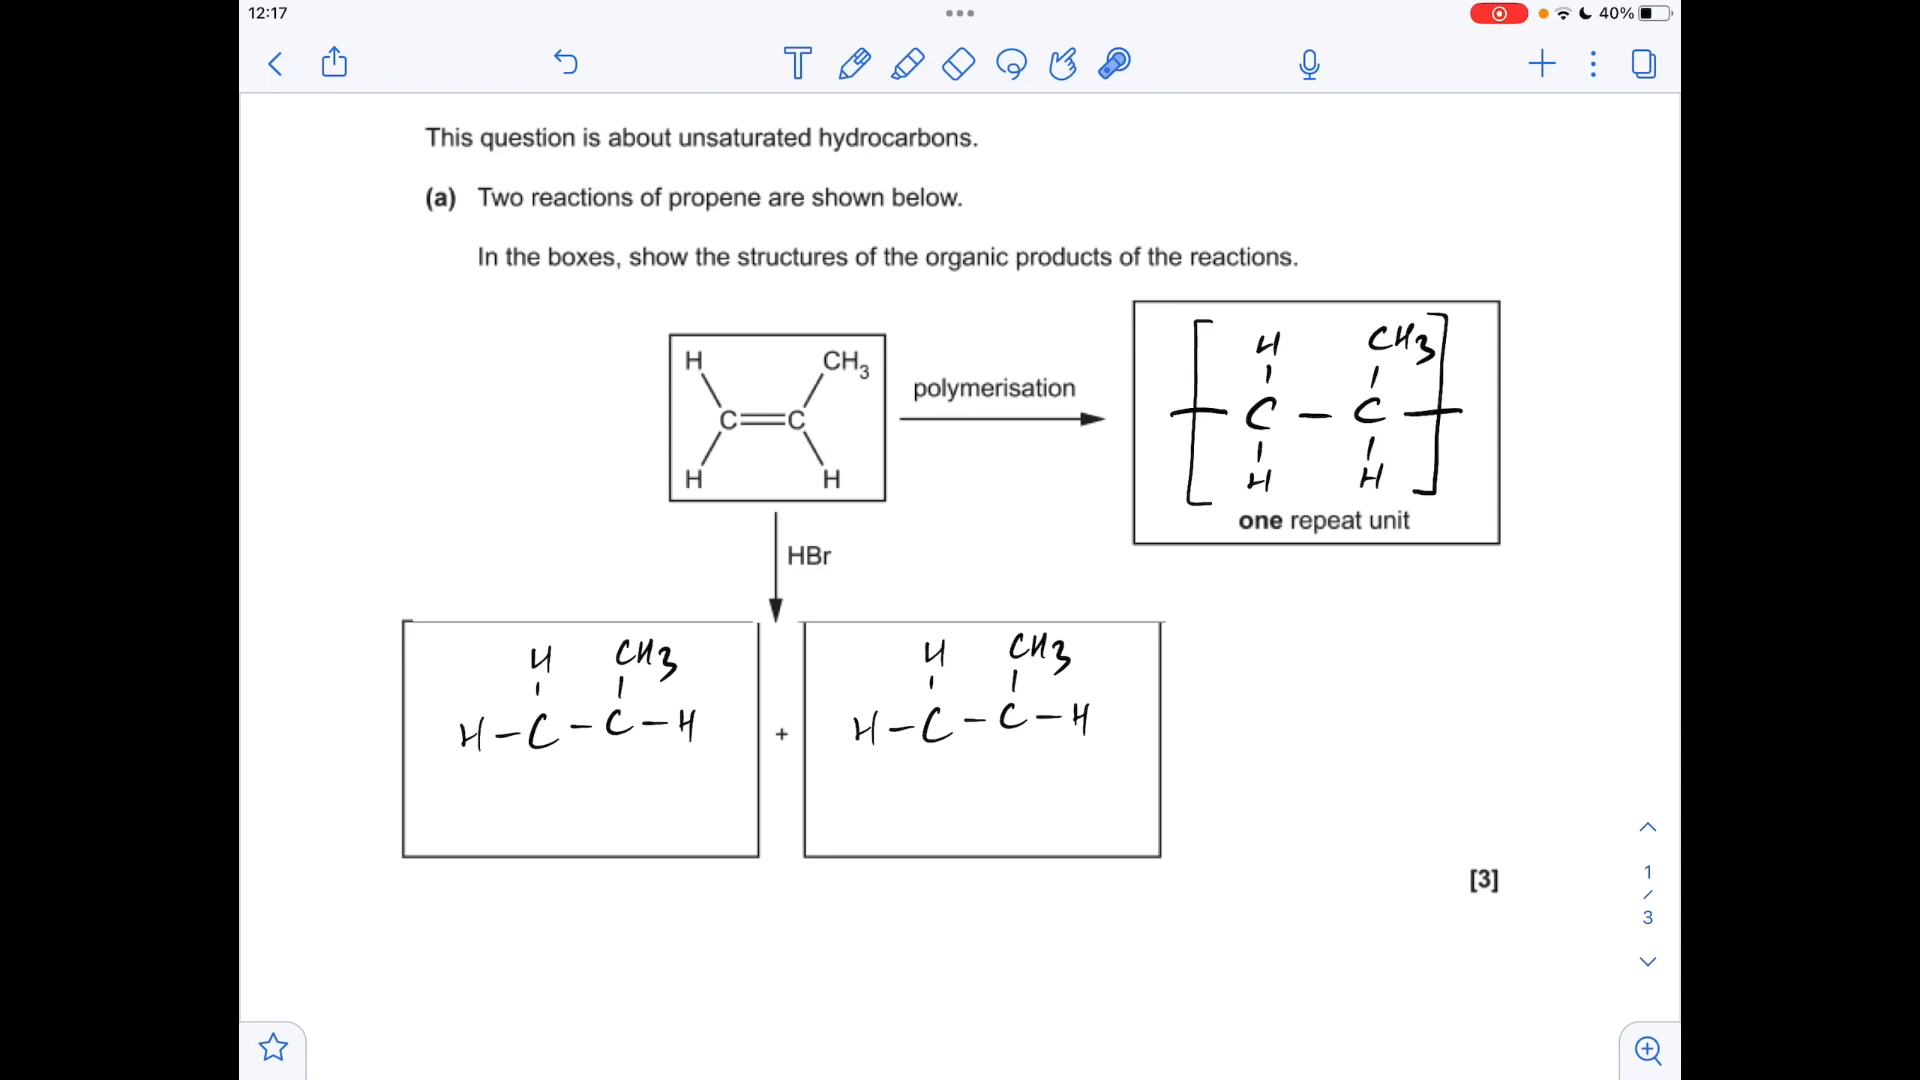 12:17
40%
This question is about unsaturated hydrocarbons.
(a) Two reactions of propene are shown below.
In the boxes, show the structures of the organic products of the reactions.
H CH3
C C
H H
polymerisation
H CH3
C – C
H H
one repeat unit
HBr
H CH3
H – C – C – H
+
H CH3
H – C – C – H
[3]
1
/
3